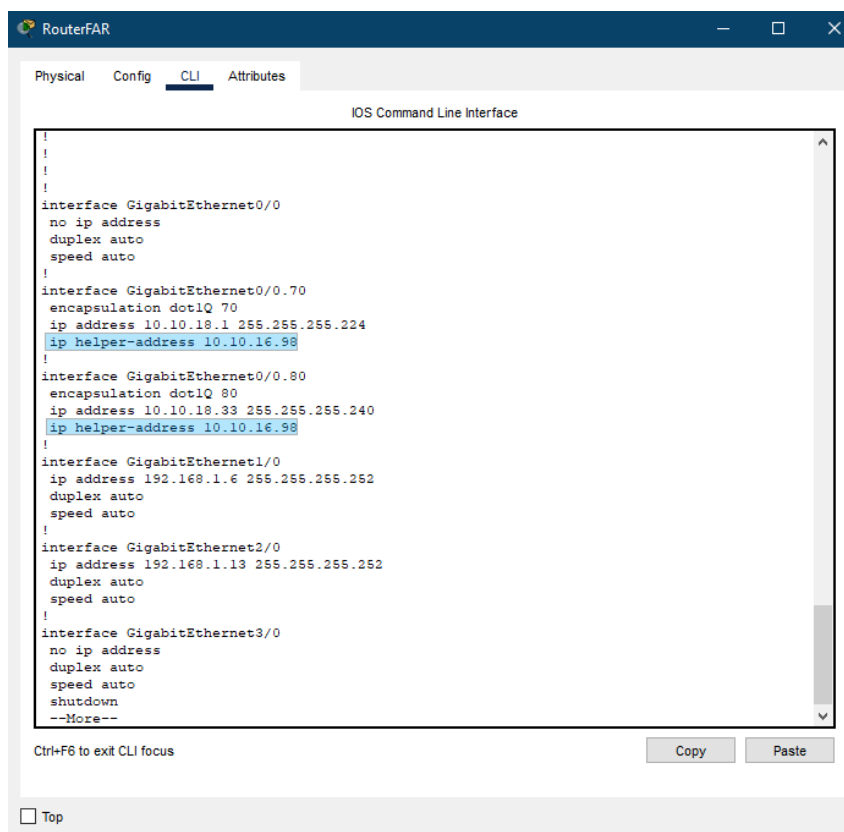 RouterFAR
Physical Config CLI Attributes
IOS Command Line Interface
!
!
!
!
interface GigabitEthernet0/0
no ip address
duplex auto
speed auto
!
interface GigabitEthernet0/0.70
encapsulation dot1Q 70
ip address 10.10.18.1 255.255.255.224
ip helper-address 10.10.16.98
!
interface GigabitEthernet0/0.80
encapsulation dot1Q 80
ip address 10.10.18.33 255.255.255.240
ip helper-address 10.10.16.98
!
interface GigabitEthernet1/0
ip address 192.168.1.6 255.255.255.252
duplex auto
speed auto
!
interface GigabitEthernet2/0
ip address 192.168.1.13 255.255.255.252
duplex auto
speed auto
!
interface GigabitEthernet3/0
no ip address
duplex auto
speed auto
shutdown
--More--
Ctrl+F6 to exit CLI focus
Copy Paste
Top